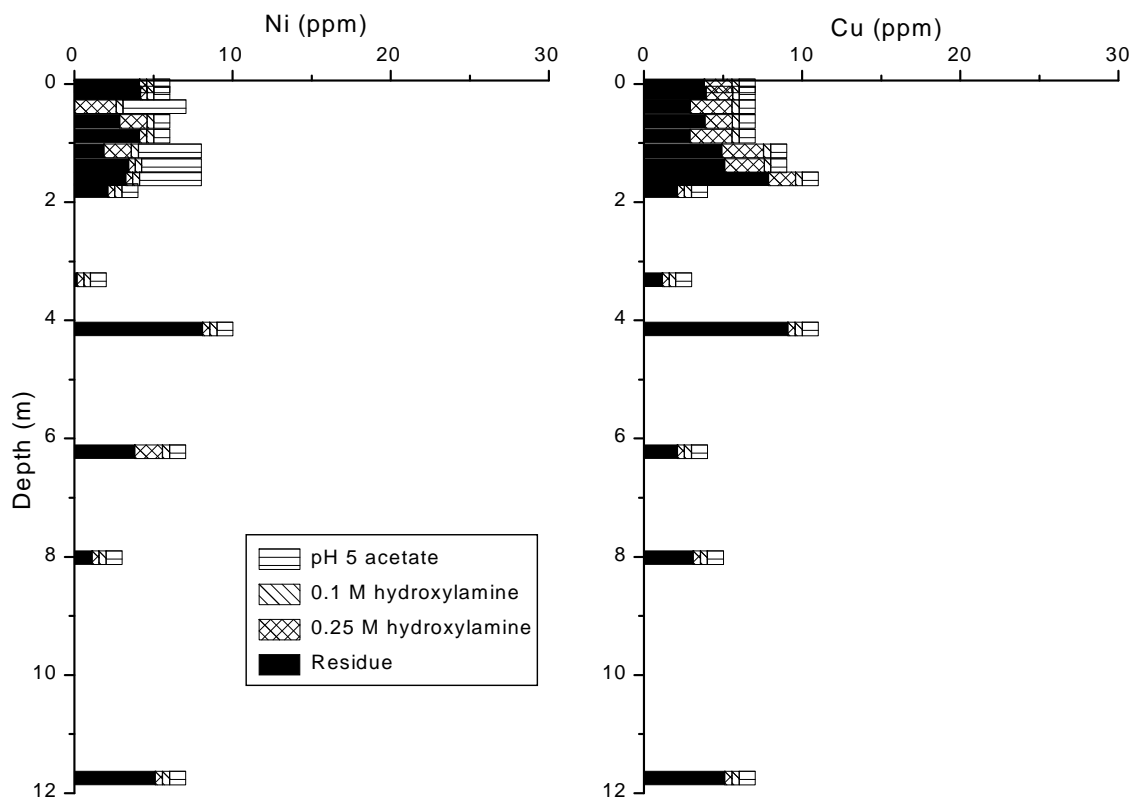 Ni (ppm)
0 10 20 30
Cu (ppm)
0 10 20 30
Depth (m)
0
2
4
6
8
10
12
0
2
4
6
8
10
12
pH 5 acetate
0.1 M hydroxylamine
0.25 M hydroxylamine
Residue